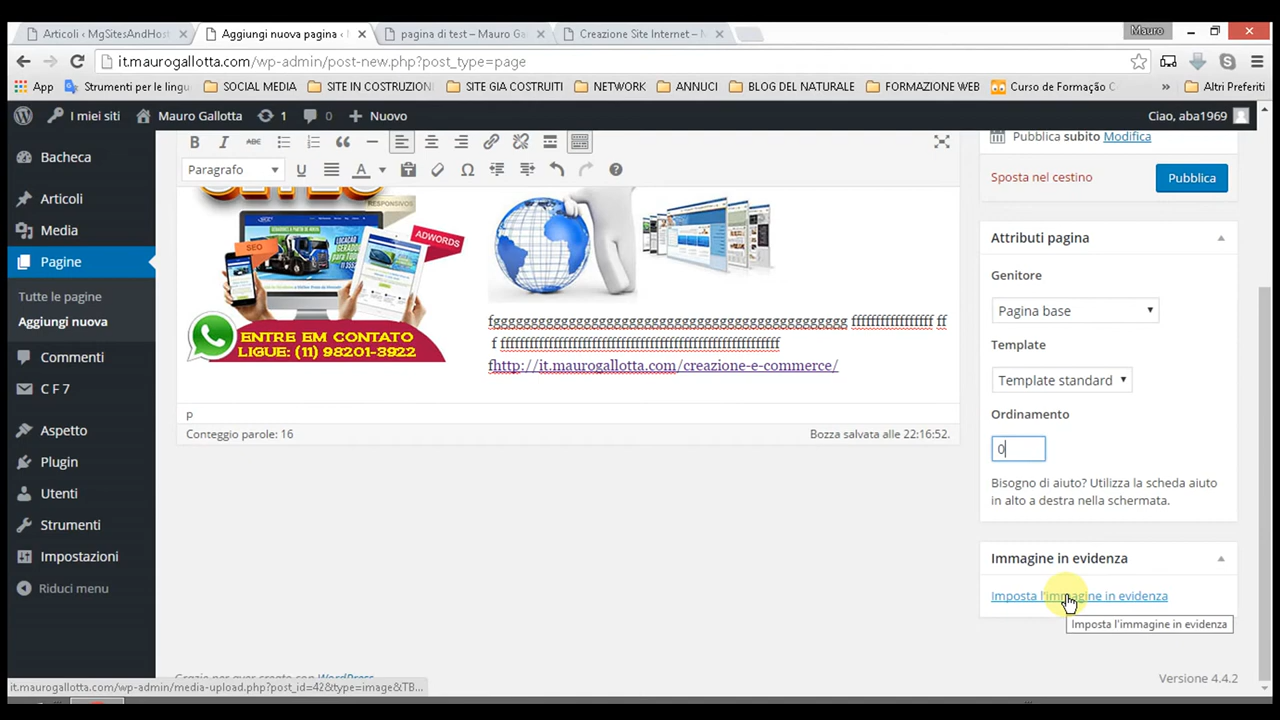 Mauro
Articoli ‹ MgSitesAndHost
Aggiungi nuova pagina ‹
pagina di test – Mauro Ga
Creazione Site Internet –
it.maurogallotta.com/wp-admin/post-new.php?post_type=page
App
Strumenti per le lingu
SOCIAL MEDIA
SITE IN COSTRUZION
SITE GIA COSTRUITI
NETWORK
ANNUCI
BLOG DEL NATURALE
FORMAZIONE WEB
Curso de Formação C
»
Altri Preferiti
I miei siti
Mauro Gallotta
1
0
Nuovo
Ciao, aba1969
Bacheca
Articoli
Media
Pagine
Tutte le pagine
Aggiungi nuova
Commenti
C F 7
Aspetto
Plugin
Utenti
Strumenti
Impostazioni
Riduci menu
B I ABC
Paragrafo
U A Ω
RESPONSIVOS
SEO
ADWORDS
ENTRE EM CONTATO
LIGUE: (11) 98201-3922
fhttp://it.maurogallotta.com/creazione-e-commerce/
p
Conteggio parole: 16
Bozza salvata alle 22:16:52.
Pubblica subito Modifica
Sposta nel cestino
Pubblica
Attributi pagina
Genitore
Pagina base
Template
Template standard
Ordinamento
0
Bisogno di aiuto? Utilizza la scheda aiuto
in alto a destra nella schermata.
Immagine in evidenza
Imposta l'immagine in evidenza
Imposta l'immagine in evidenza
WordPress
Versione 4.4.2
it.maurogallotta.com/wp-admin/media-upload.php?post_id=42&type=image&TB...